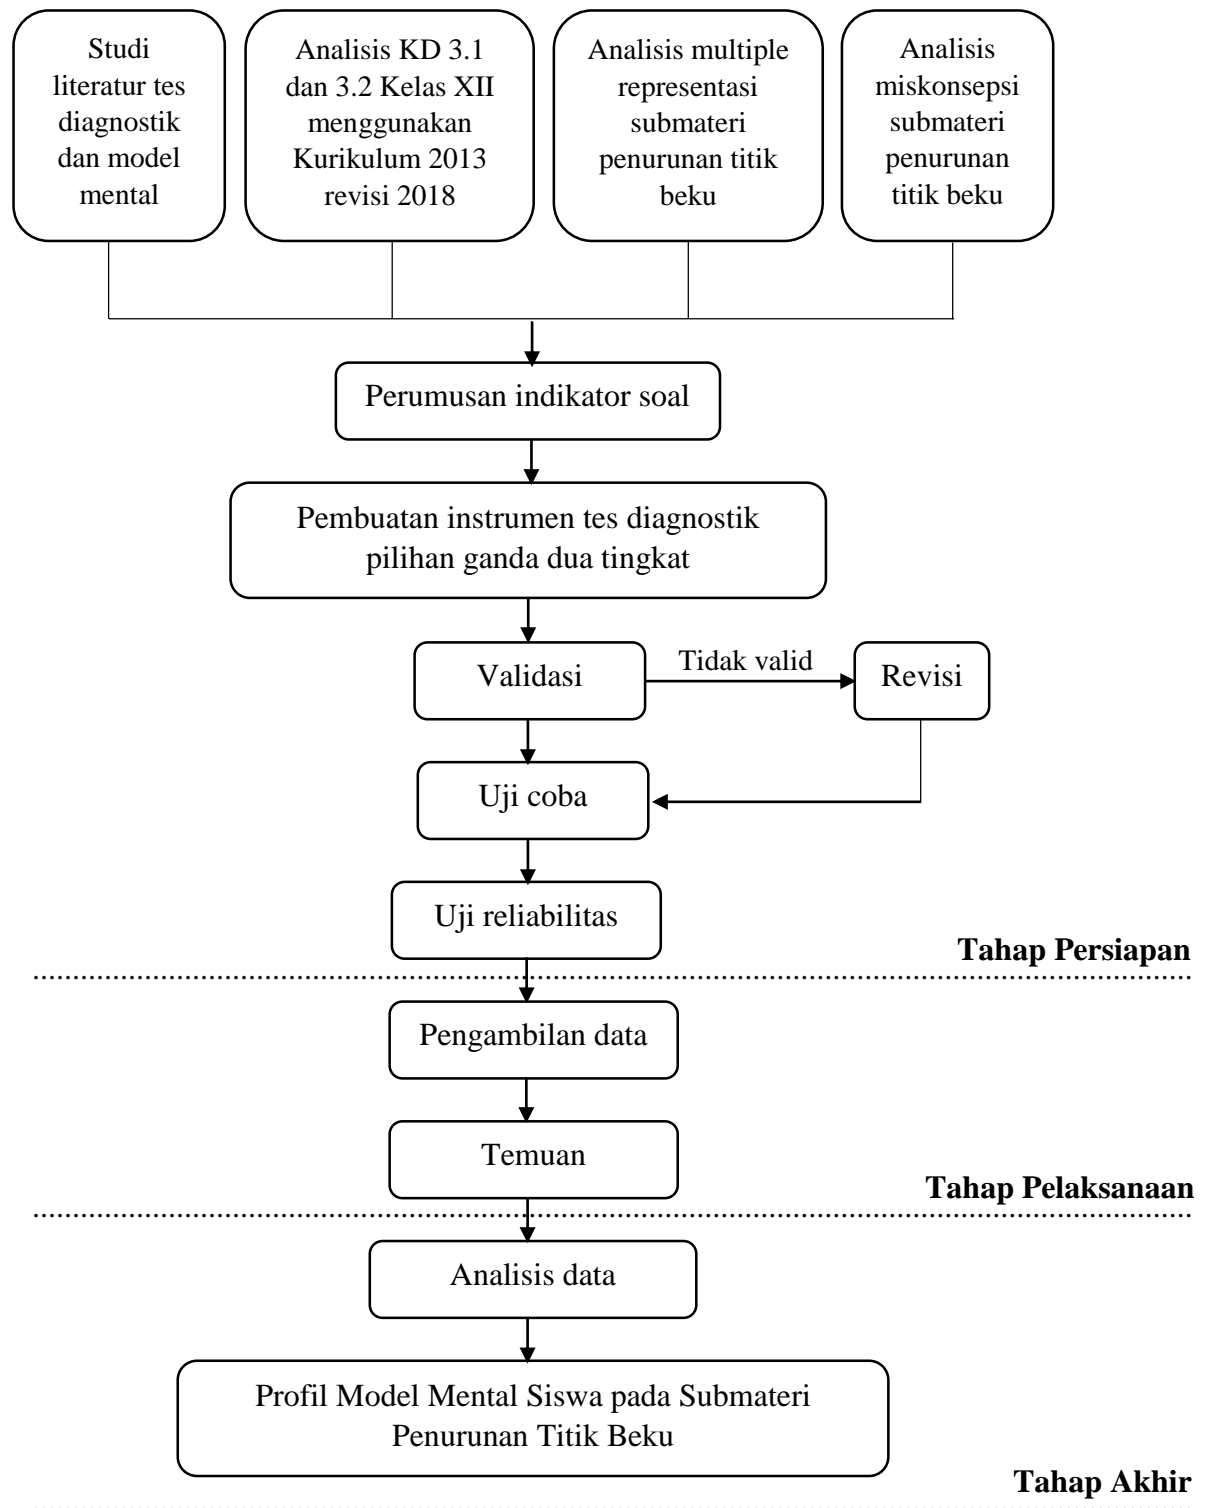 Studi
literatur tes
diagnostik
dan model
mental
Analisis KD 3.1
dan 3.2 Kelas XII
menggunakan
Kurikulum 2013
revisi 2018
Analisis multiple
representasi
submateri
penurunan titik
beku
Analisis
miskonsepsi
submateri
penurunan
titik beku
Perumusan indikator soal
Pembuatan instrumen tes diagnostik
pilihan ganda dua tingkat
Validasi
Tidak valid
Revisi
Uji coba
Uji reliabilitas
Tahap Persiapan
Pengambilan data
Temuan
Tahap Pelaksanaan
Analisis data
Profil Model Mental Siswa pada Submateri
Penurunan Titik Beku
Tahap Akhir